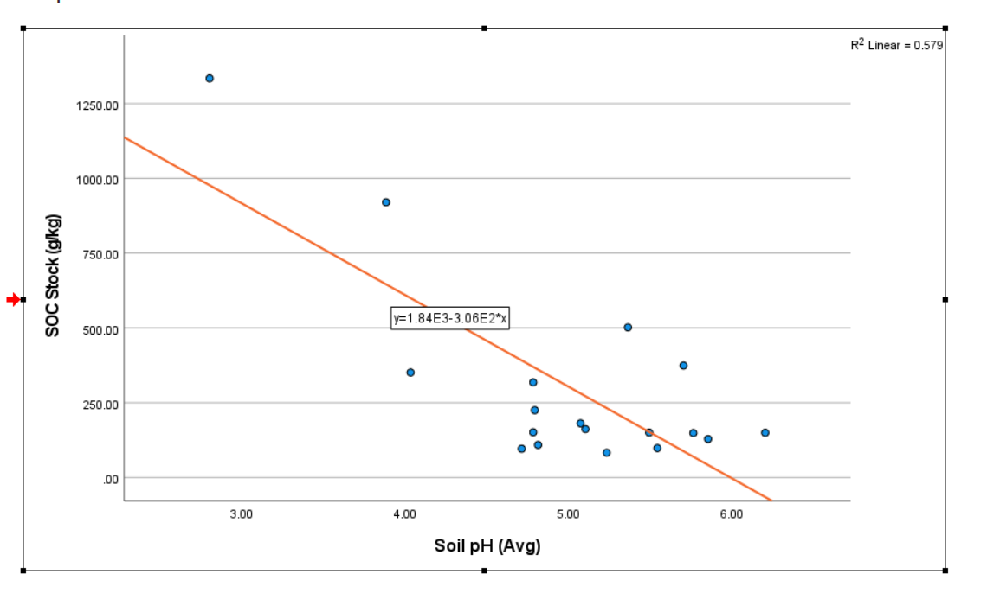 R² Linear = 0.579
1250.00
1000.00
750.00
500.00
250.00
.00
SOC Stock (g/kg)
y=1.84E3-3.06E2*x
3.00 4.00 5.00 6.00
Soil pH (Avg)